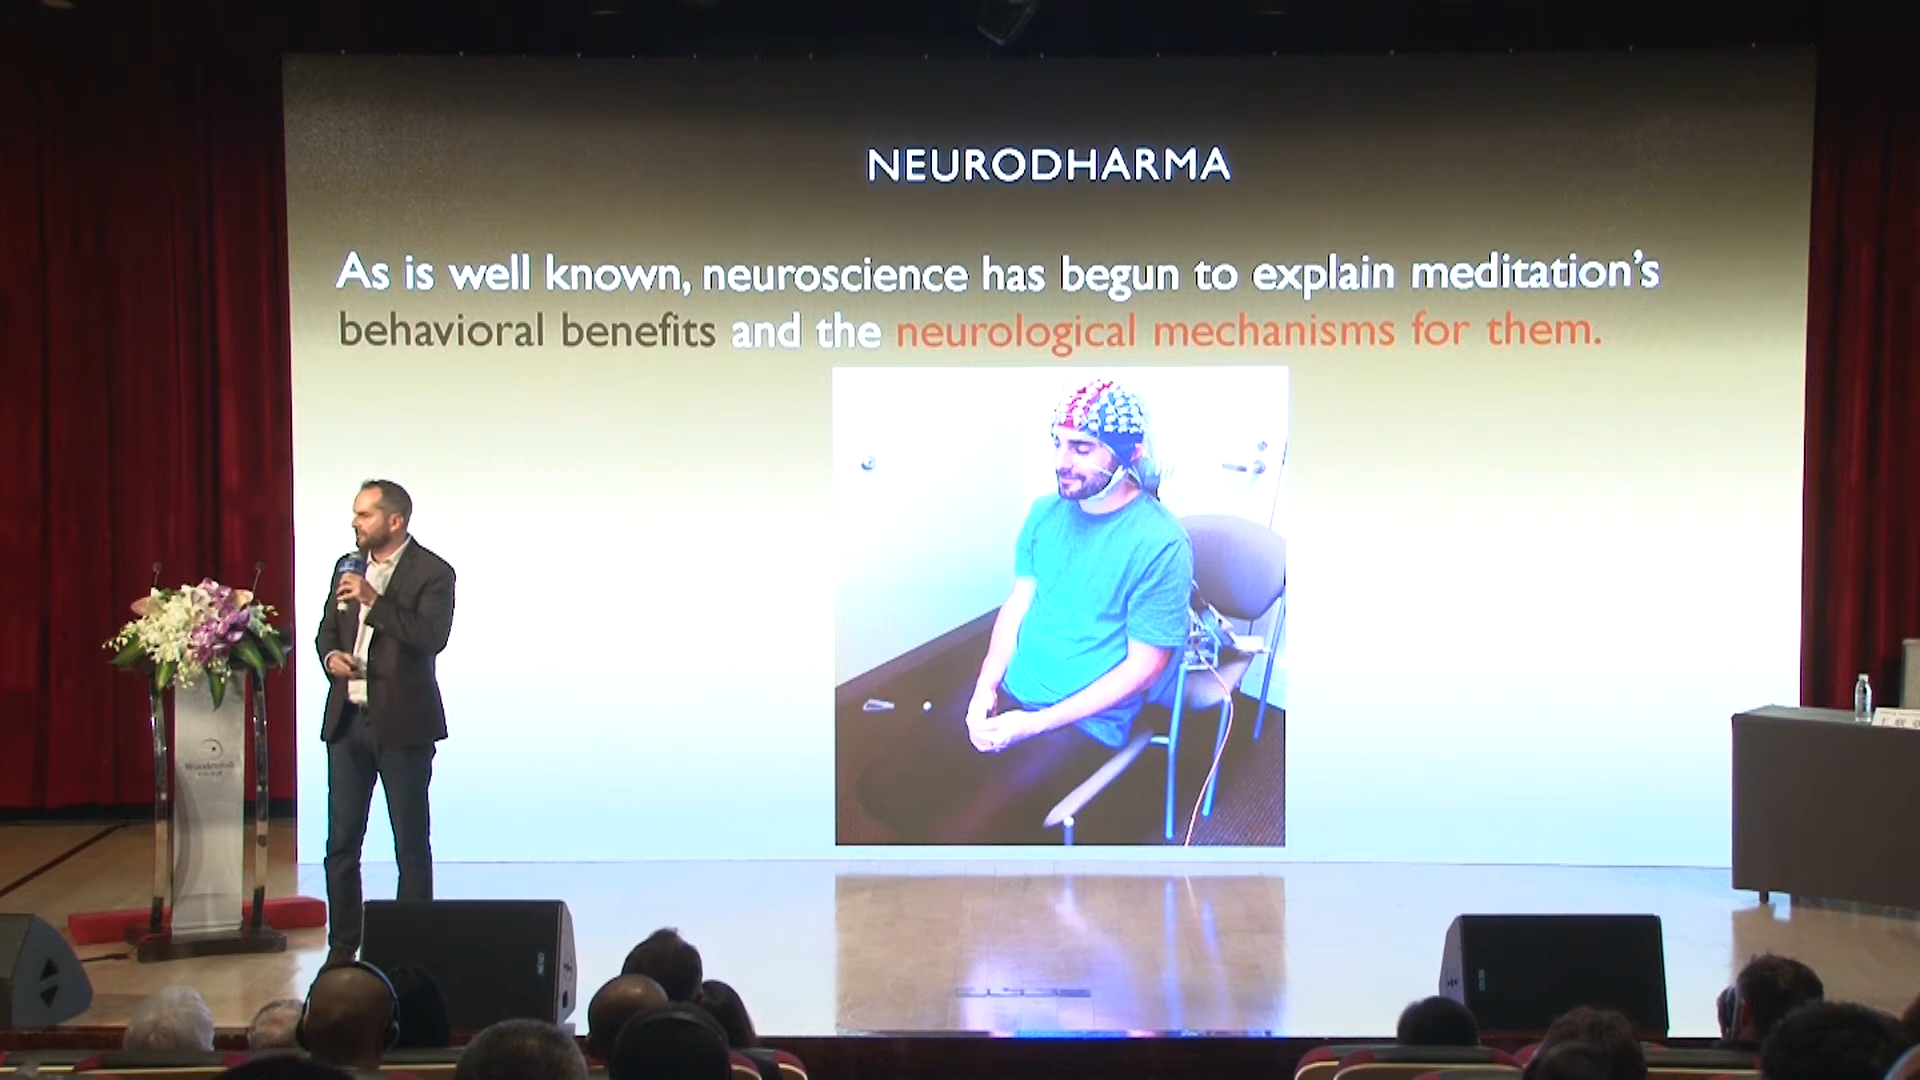 NEURODHARMA
As is well known, neuroscience has begun to explain meditation's
behavioral benefits and the neurological mechanisms for them.
Woodenfish